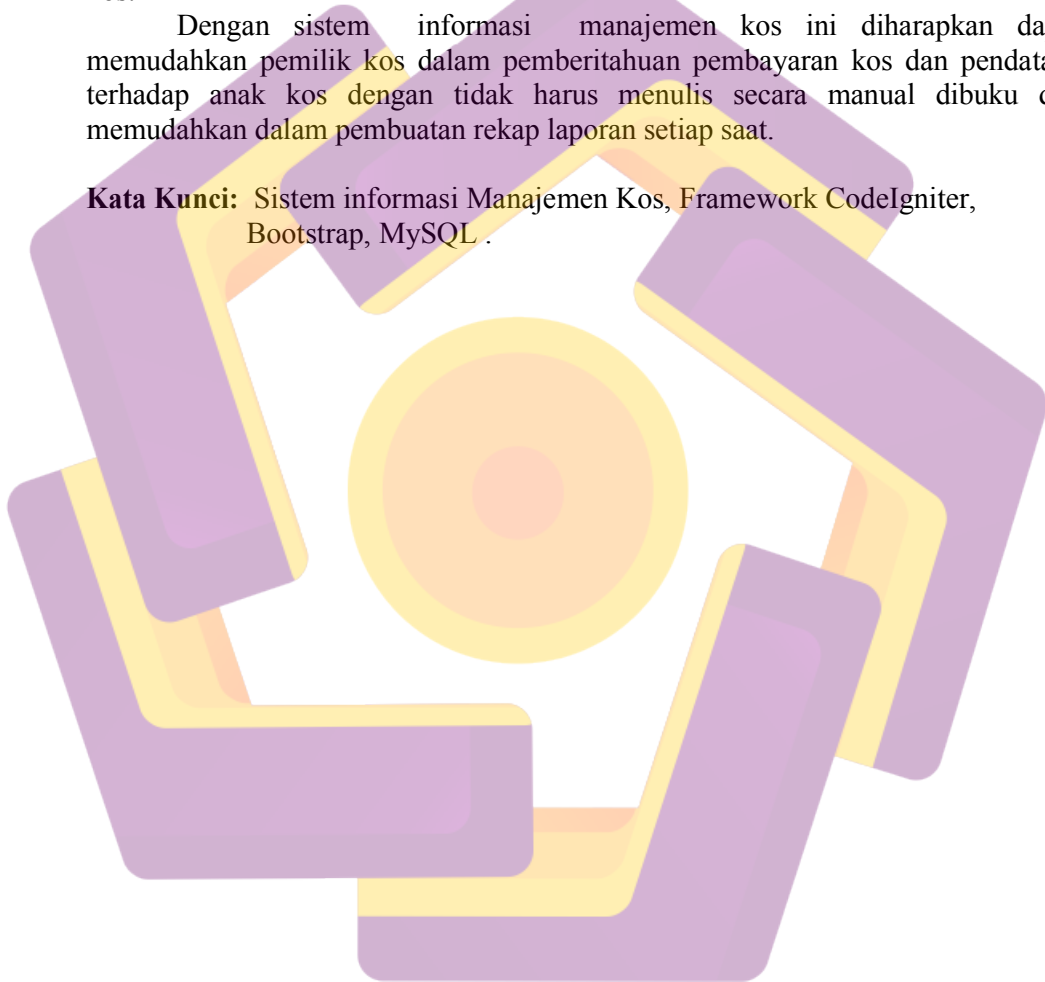 Dengan sistem informasi manajemen kos ini diharapkan
memudahkan pemilik kos dalam pemberitahuan pembayaran kos dan
terhadap anak kos dengan tidak harus menulis secara manual dibuku
memudahkan dalam pembuatan rekap laporan setiap saat.
Kata Kunci: Sistem informasi Manajemen Kos, Framework CodeIgniter,
Bootstrap, MySQL .